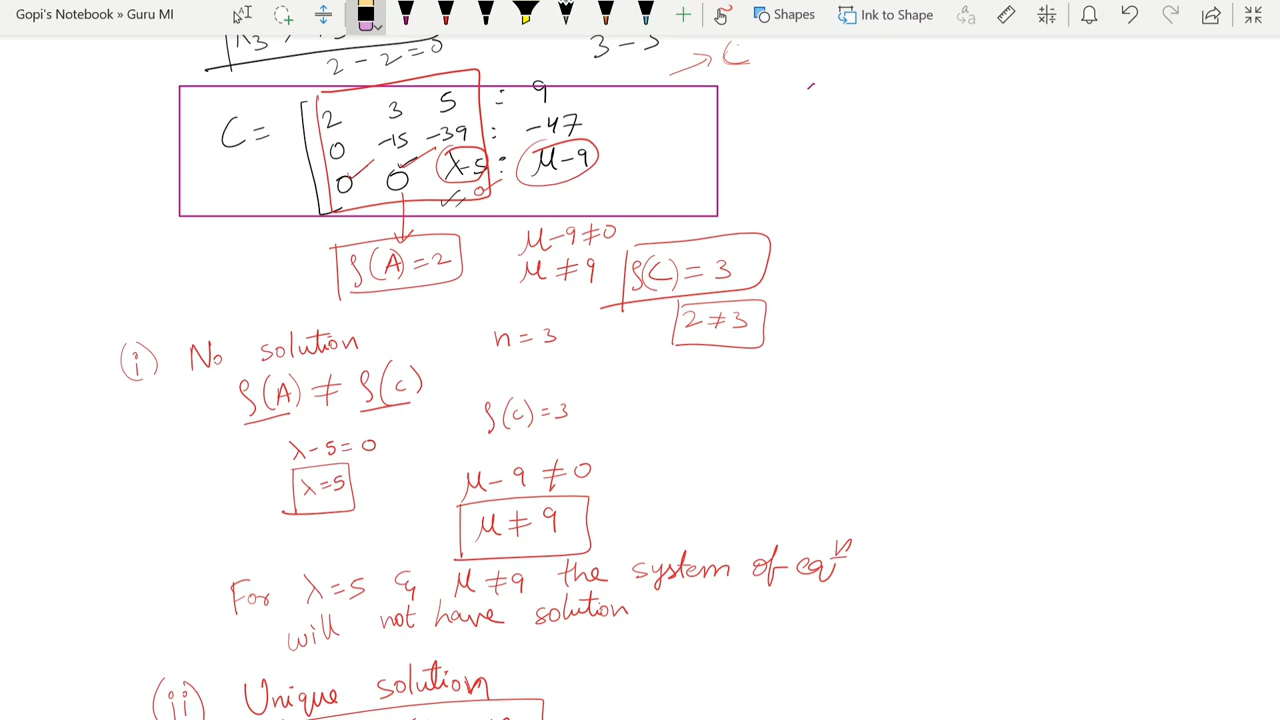 Gopi's Notebook » Guru MI
Shapes
Ink to Shape
2 - 2 = 0
3 - 5
C
C = [ 2 3 5 : 9
0 -15 -39 : -47
0 0 λ-5 : μ-9
0
ρ(A) = 2
μ-9 ≠ 0
μ ≠ 9
ρ(C) = 3
2 ≠ 3
(i) No solution
n = 3
ρ(A) ≠ ρ(C)
ρ(C) = 3
λ - 5 = 0
λ = 5
μ - 9 ≠ 0
μ ≠ 9
For λ = 5 & μ ≠ 9 the system of eqⁿ
will not have solution
(ii) Unique solution